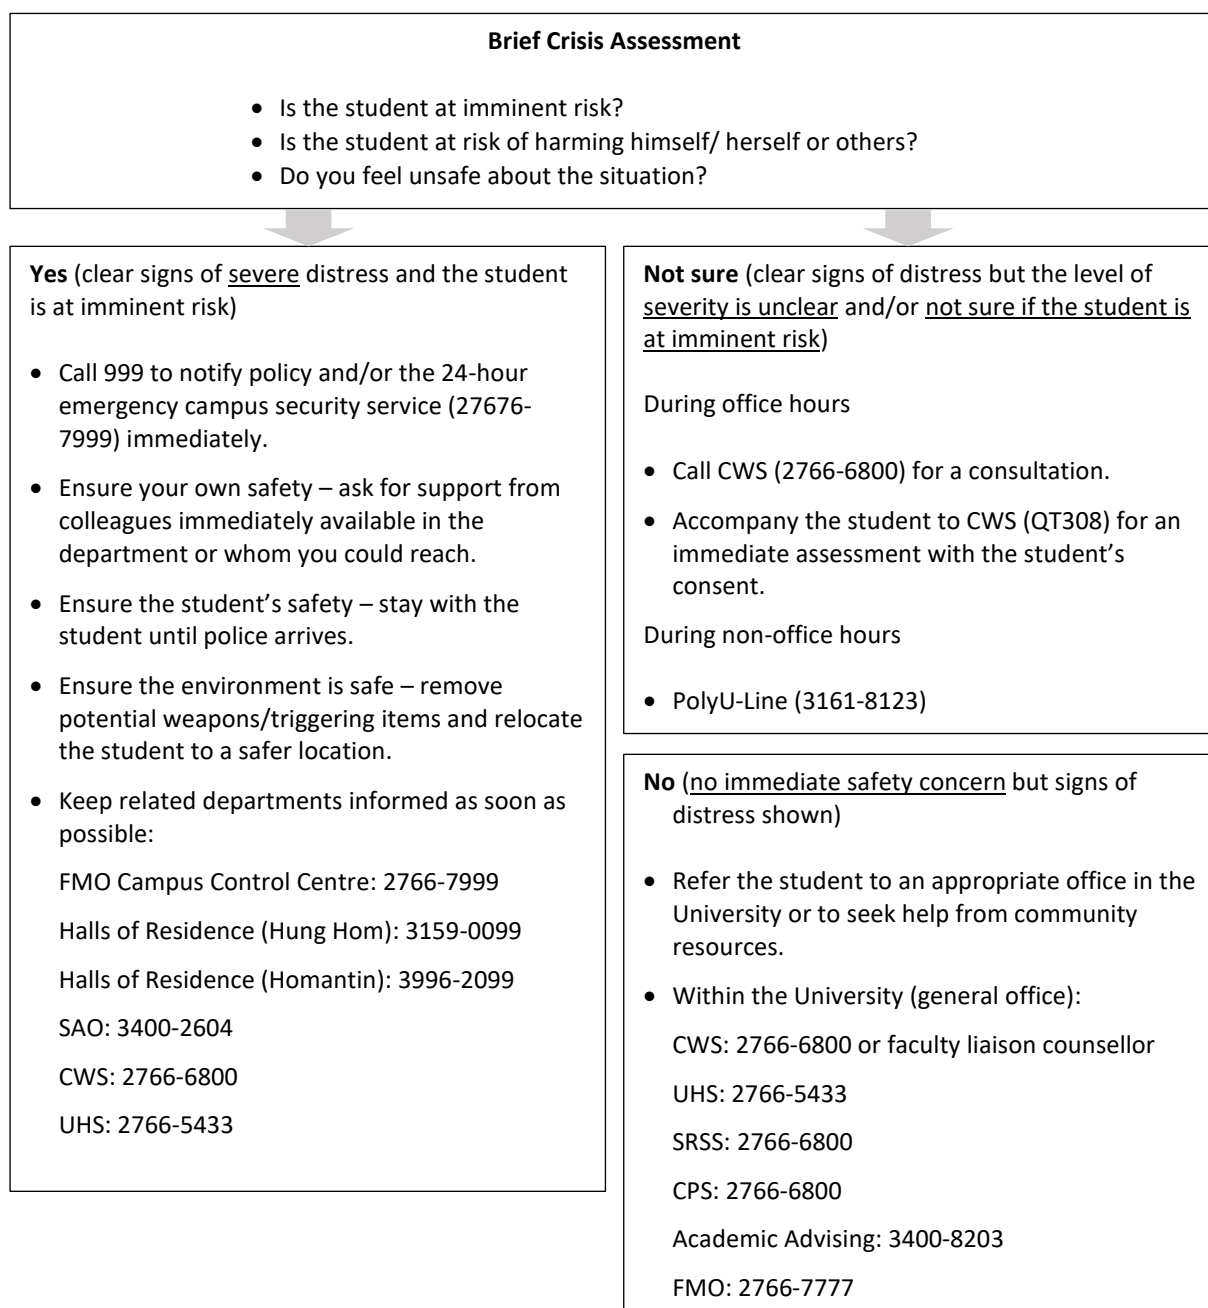 Brief Crisis Assessment
• Is the student at imminent risk?
• Is the student at risk of harming himself/ herself or others?
• Do you feel unsafe about the situation?
Yes (clear signs of severe distress and the student
is at imminent risk)
• Call 999 to notify policy and/or the 24-hour
emergency campus security service (27676-
7999) immediately.
• Ensure your own safety – ask for support from
colleagues immediately available in the
department or whom you could reach.
• Ensure the student’s safety – stay with the
student until police arrives.
• Ensure the environment is safe – remove
potential weapons/triggering items and relocate
the student to a safer location.
• Keep related departments informed as soon as
possible:
FMO Campus Control Centre: 2766-7999
Halls of Residence (Hung Hom): 3159-0099
Halls of Residence (Homantin): 3996-2099
SAO: 3400-2604
CWS: 2766-6800
UHS: 2766-5433
Not sure (clear signs of distress but the level of
severity is unclear and/or not sure if the student is
at imminent risk)
During office hours
• Call CWS (2766-6800) for a consultation.
• Accompany the student to CWS (QT308) for an
immediate assessment with the student’s
consent.
During non-office hours
• PolyU-Line (3161-8123)
No (no immediate safety concern but signs of
distress shown)
• Refer the student to an appropriate office in the
University or to seek help from community
resources.
• Within the University (general office):
CWS: 2766-6800 or faculty liaison counsellor
UHS: 2766-5433
SRSS: 2766-6800
CPS: 2766-6800
Academic Advising: 3400-8203
FMO: 2766-7777